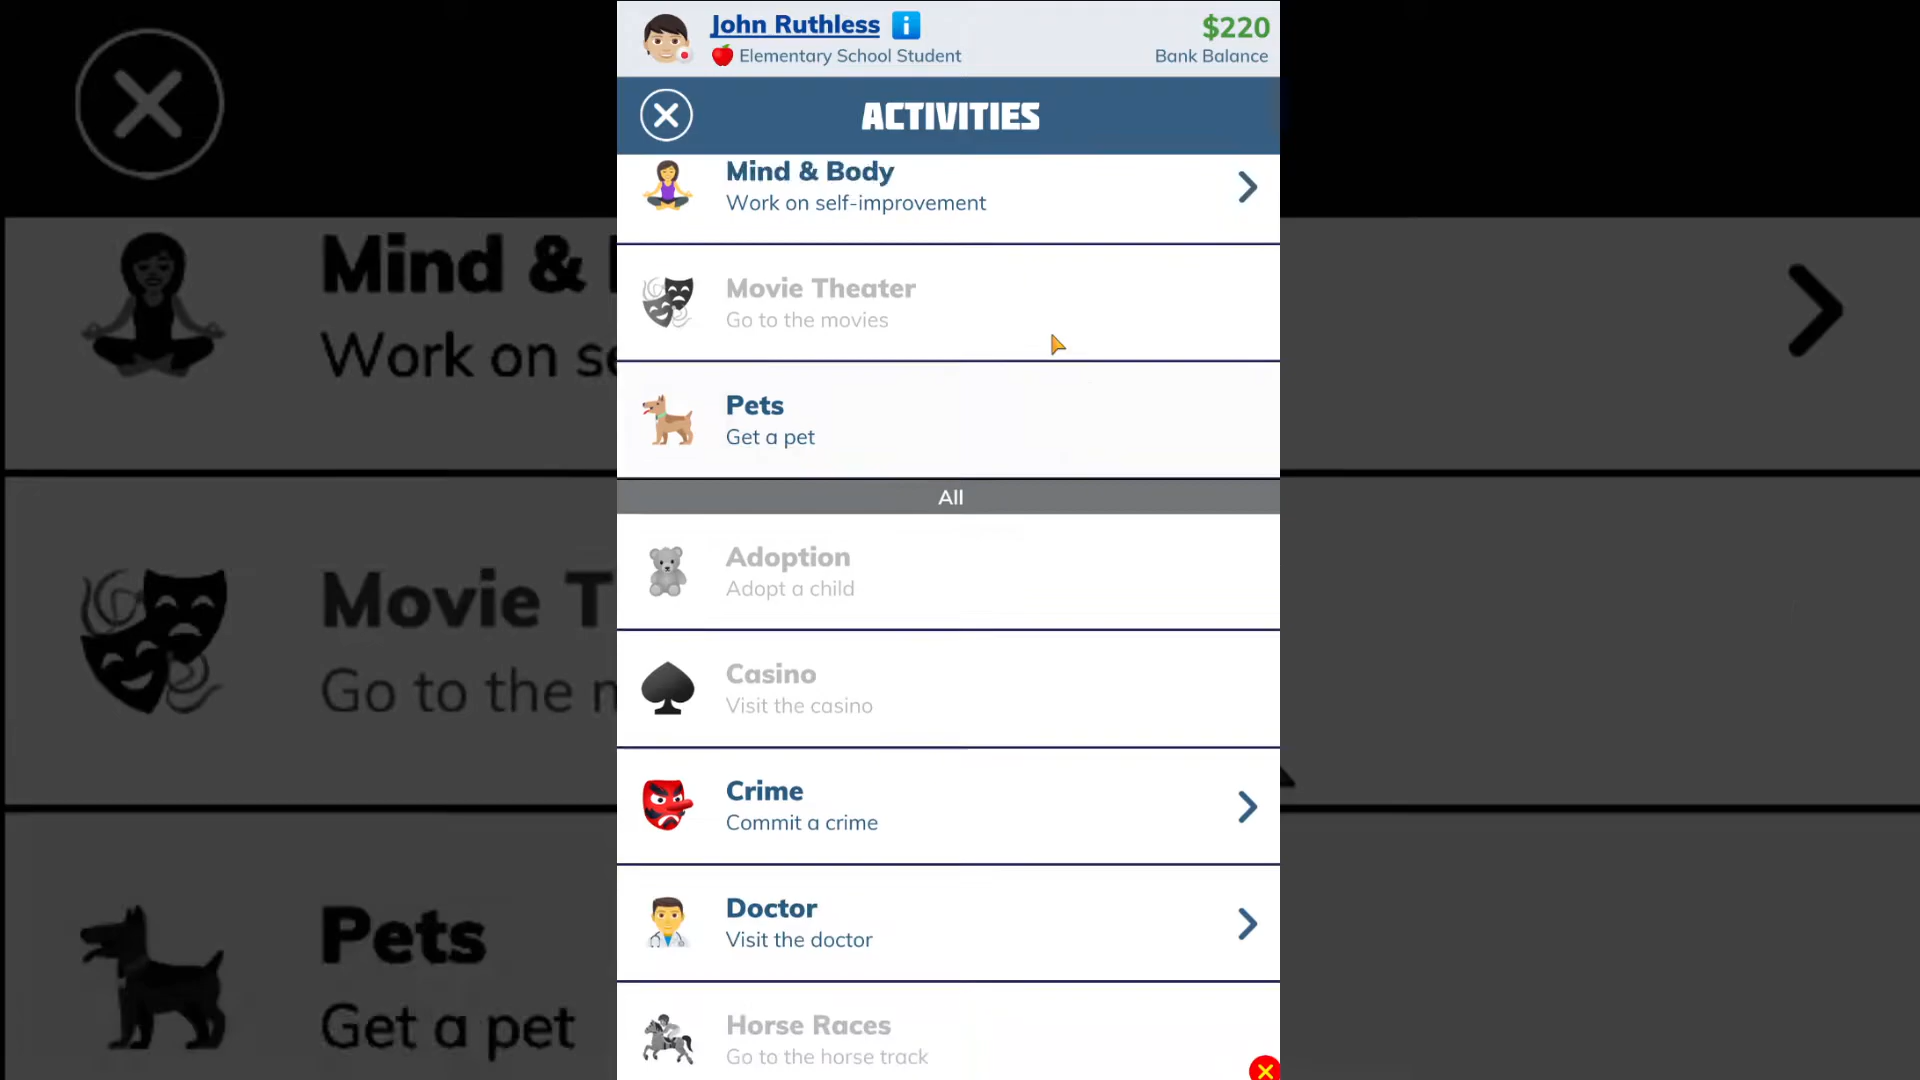 John Ruthless
Elementary School Student
$220
Bank Balance
ACTIVITIES
Mind & Body
Work on self-improvement
Movie Theater
Go to the movies
Pets
Get a pet
All
Adoption
Adopt a child
Casino
Visit the casino
Crime
Commit a crime
Doctor
Visit the doctor
Horse Races
Go to the horse track
Mind &
Work on se
Movie T
Go to the m
Pets
Get a pet